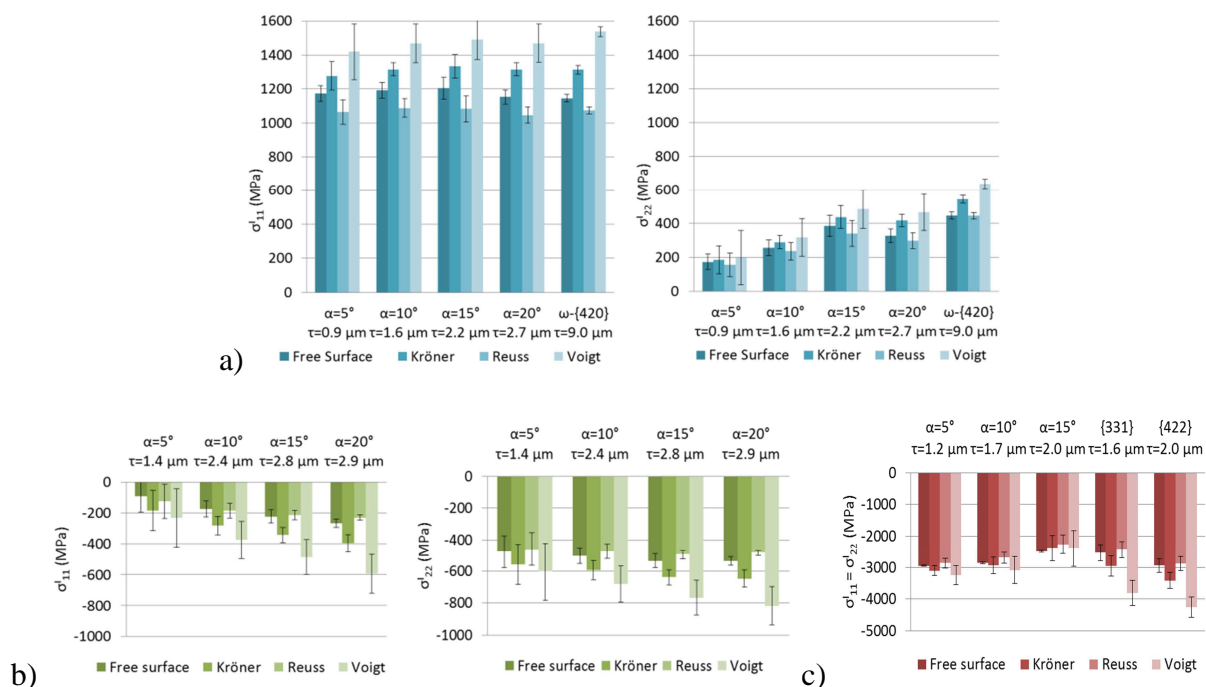 1600
1400
1200
1000
800
600
400
200
0
σᴵ₁₁ (MPa)
α=5° α=10° α=15° α=20° ω-{420}
τ=0.9 μm τ=1.6 μm τ=2.2 μm τ=2.7 μm τ=9.0 μm
Free Surface Kröner Reuss Voigt
1600
1400
1200
1000
800
600
400
200
0
σᴵ₂₂ (MPa)
α=5° α=10° α=15° α=20° ω-{420}
τ=0.9 μm τ=1.6 μm τ=2.2 μm τ=2.7 μm τ=9.0 μm
Free Surface Kröner Reuss Voigt
a)
α=5° α=10° α=15° α=20°
τ=1.4 μm τ=2.4 μm τ=2.8 μm τ=2.9 μm
0
-200
-400
-600
-800
-1000
σᴵ₁₁ (MPa)
Free surface Kröner Reuss Voigt
b)
α=5° α=10° α=15° α=20°
τ=1.4 μm τ=2.4 μm τ=2.8 μm τ=2.9 μm
0
-200
-400
-600
-800
-1000
σᴵ₂₂ (MPa)
Free surface Kröner Reuss Voigt
α=5° α=10° α=15° {331} {422}
τ=1.2 μm τ=1.7 μm τ=2.0 μm τ=1.6 μm τ=2.0 μm
0
-1000
-2000
-3000
-4000
-5000
σᴵ₁₁ = σᴵ₂₂ (MPa)
Free surface Kröner Reuss Voigt
c)